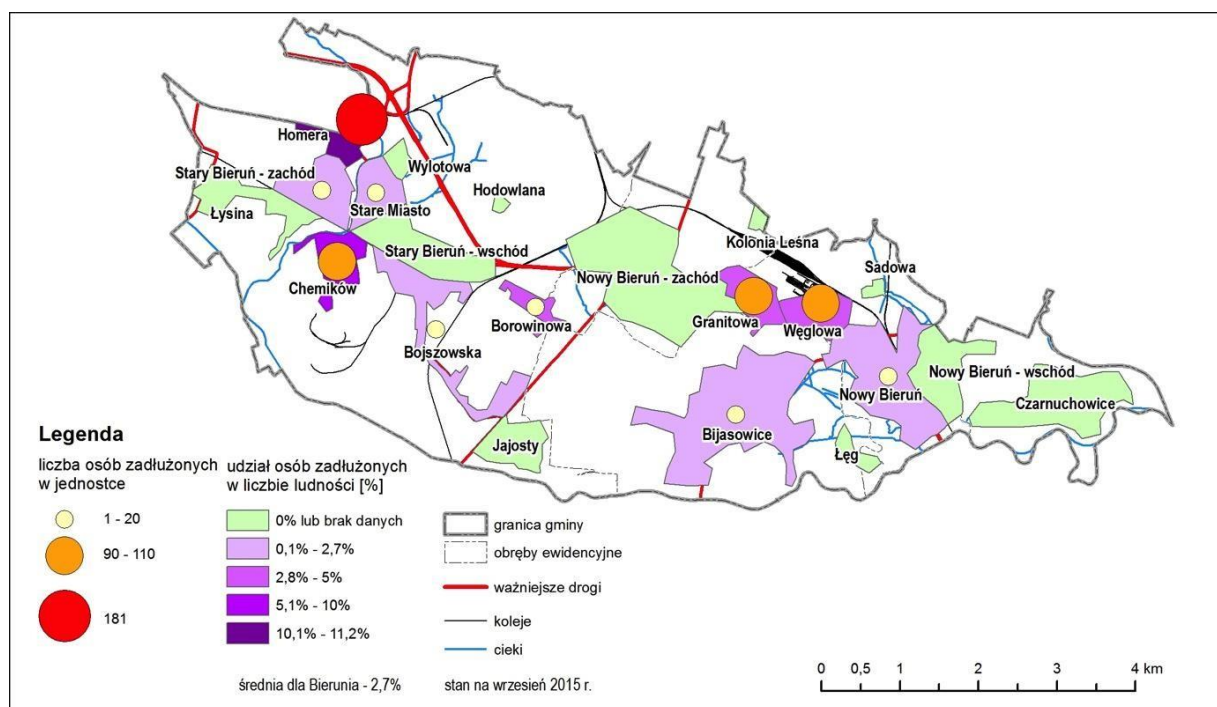 Homera
Wylotowa
Stary Bieruń - zachód
Hodowlana
Łysina
Stare Miasto
Stary Bieruń - wschód
Kolonia Leśna
Sadowa
Nowy Bieruń - zachód
Chemików
Borowinowa
Granitowa
Węglowa
Bojszowska
Nowy Bieruń - wschód
Nowy Bieruń
Czarnuchowice
Bijasowice
Jajosty
Łęg
Legenda
liczba osób zadłużonych
w jednostce
1 - 20
90 - 110
181
udział osób zadłużonych
w liczbie ludności [%]
0% lub brak danych
0,1% - 2,7%
2,8% - 5%
5,1% - 10%
10,1% - 11,2%
średnia dla Bierunia - 2,7%
granica gminy
obręby ewidencyjne
ważniejsze drogi
koleje
cieki
stan na wrzesień 2015 r.
0 0,5 1 2 3 4 km